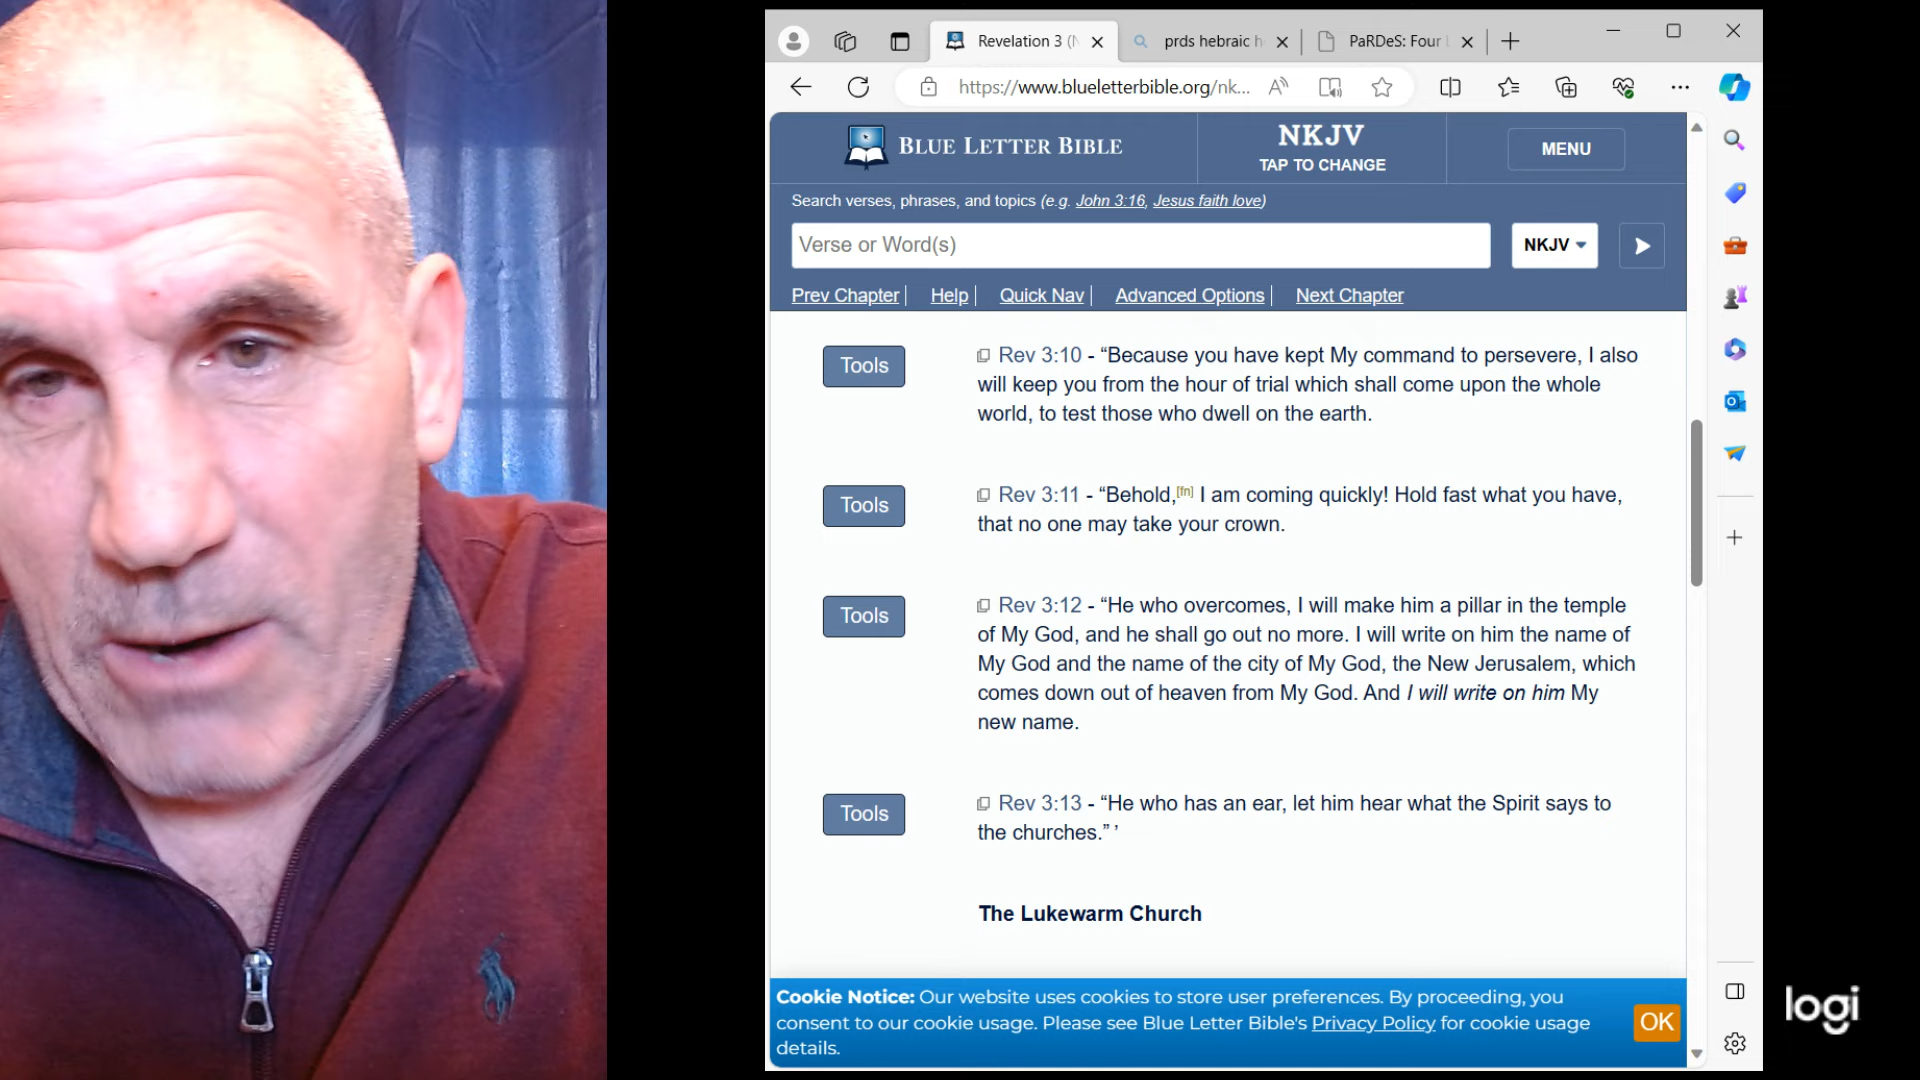 Revelation 3 (N
prds hebraic h
PaRDeS: Four L
https://www.blueletterbible.org/nk...
BLUE LETTER BIBLE
NKJV
TAP TO CHANGE
MENU
Search verses, phrases, and topics (e.g. John 3:16, Jesus faith love)
Verse or Word(s)
NKJV
Prev Chapter | Help | Quick Nav | Advanced Options | Next Chapter
Tools
Rev 3:10 - “Because you have kept My command to persevere, I also
will keep you from the hour of trial which shall come upon the whole
world, to test those who dwell on the earth.
Tools
Rev 3:11 - “Behold,[fn] I am coming quickly! Hold fast what you have,
that no one may take your crown.
Tools
Rev 3:12 - “He who overcomes, I will make him a pillar in the temple
of My God, and he shall go out no more. I will write on him the name of
My God and the name of the city of My God, the New Jerusalem, which
comes down out of heaven from My God. And I will write on him My
new name.
Tools
Rev 3:13 - “He who has an ear, let him hear what the Spirit says to
the churches.” ’
The Lukewarm Church
Cookie Notice: Our website uses cookies to store user preferences. By proceeding, you
consent to our cookie usage. Please see Blue Letter Bible's Privacy Policy for cookie usage
details.
OK
logi